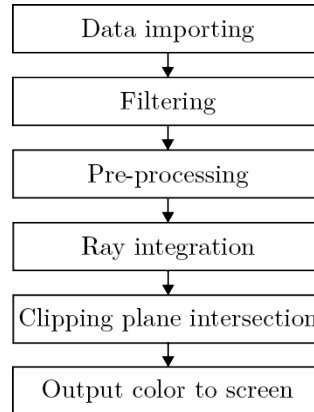 Data importing
Filtering
Pre-processing
Ray integration
Clipping plane intersection
Output color to screen